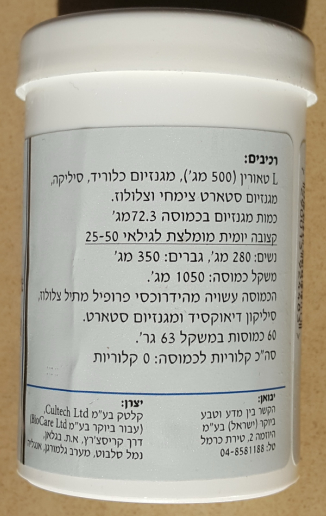 רכיבים:
L טאורין (500 מג'), מגנזיום כלוריד, סיליקה,
מגנזיום סטארט צימחי וצלולוז.
כמות מגנזיום בכמוסה 72.3מג'
קצובה יומית מומלצת לגילאי 25-50
נשים: 280 מג', גברים: 350 מג'
משקל כמוסה: 1050 מג'.
הכמוסה עשויה מהידרוכסי פרופיל מתיל צלולוז,
סיליקון דיאוקסיד ומגנזיום סטארט.
60 כמוסות במשקל 63 גר'.
סה"כ קלוריות לכמוסה: 0 קלוריות
יבואן:
הקשר בין מדע וטבע
ביוקר (ישראל) בע"מ
היוזמה 2, טירת כרמל
טל: 04-8581188
יצרן:
קלטק בע"מ Cultech Ltd,
(עבור ביוקר בע"מ BioCare Ltd)
דרך קריסצ'רץ, א.ת. בגלאן,
נמל טלבוט, מערב גלמורגן, אנגליה